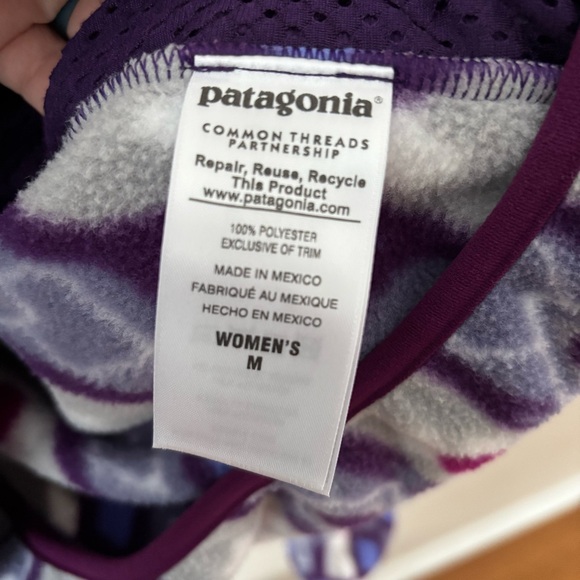 patagonia®
COMMON THREADS
PARTNERSHIP
Repair, Reuse, Recycle
This Product
www.patagonia.com
100% POLYESTER
EXCLUSIVE OF TRIM
MADE IN MEXICO
FABRIQUÉ AU MEXIQUE
HECHO EN MEXICO
WOMEN'S
M